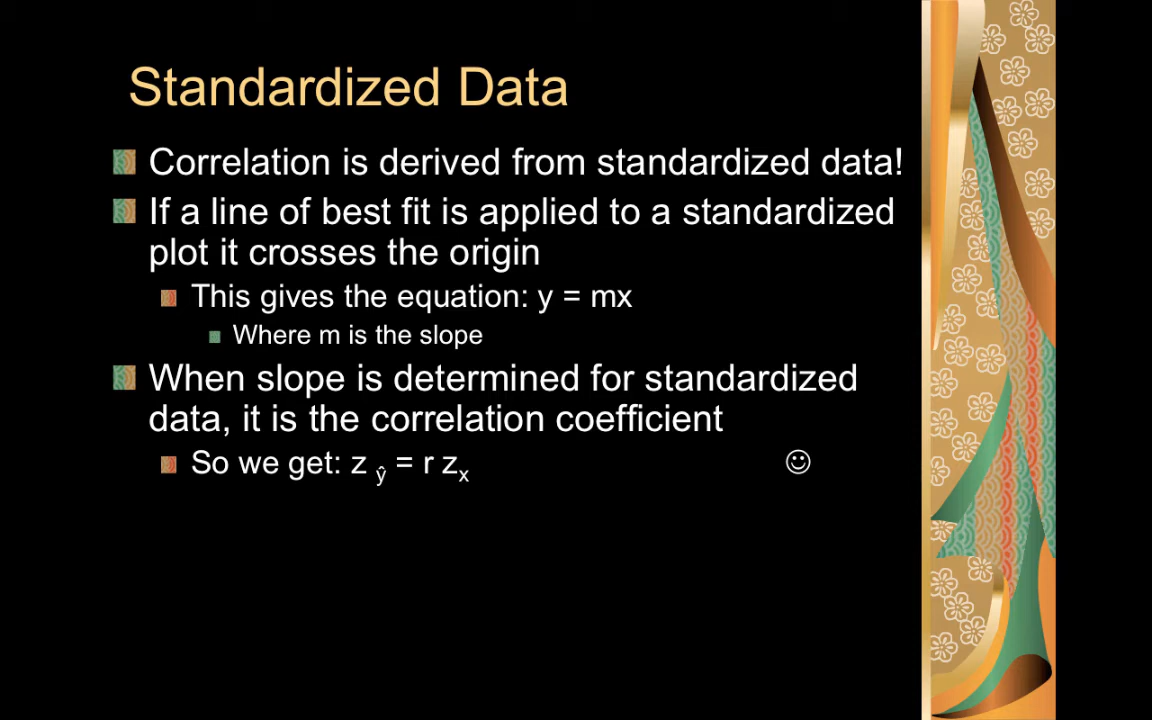 Standardized Data
Correlation is derived from standardized data!
If a line of best fit is applied to a standardized
plot it crosses the origin
This gives the equation: y = mx
Where m is the slope
When slope is determined for standardized
data, it is the correlation coefficient
So we get: z ŷ = r zx ☺